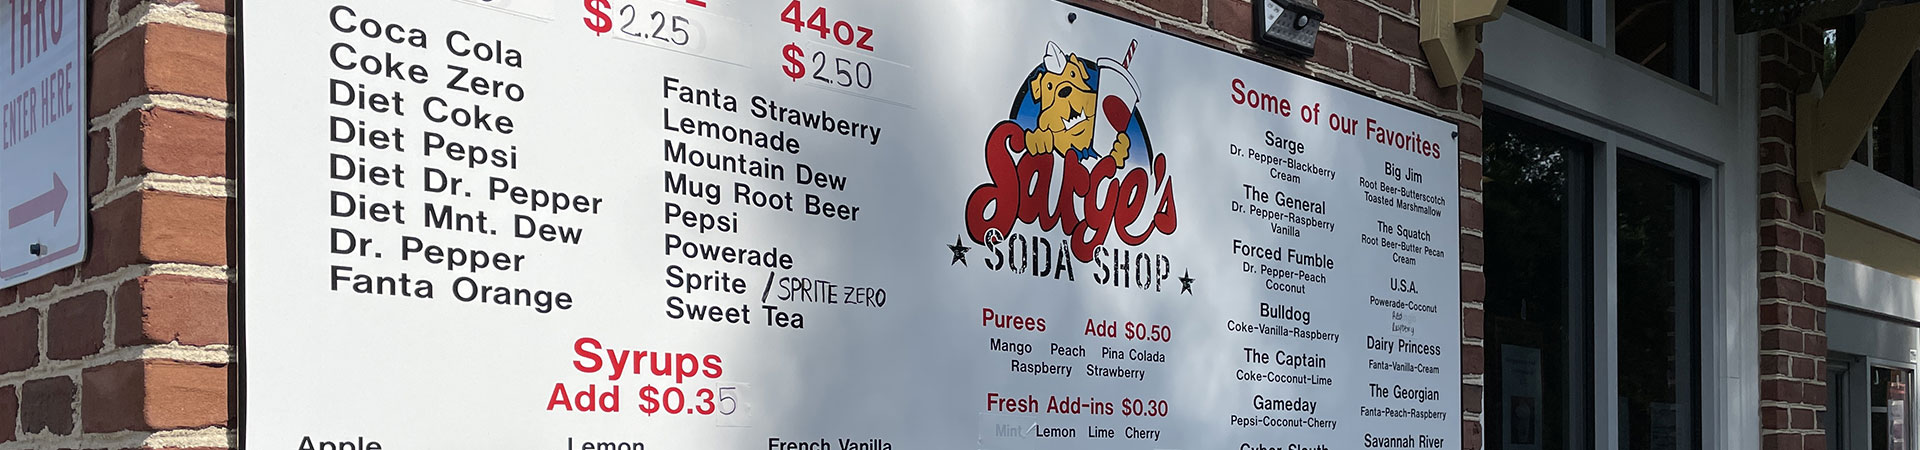 THRU
ENTER HERE
$2.25
44oz
$2.50
Coca Cola
Coke Zero
Diet Coke
Diet Pepsi
Diet Dr. Pepper
Diet Mnt. Dew
Dr. Pepper
Fanta Orange
Fanta Strawberry
Lemonade
Mountain Dew
Mug Root Beer
Pepsi
Powerade
Sprite / SPRITE ZERO
Sweet Tea
Syrups
Add $0.35
Apple
Lemon
French Vanilla
Sarge's
SODA SHOP
Purees Add $0.50
Mango Peach Pina Colada
Raspberry Strawberry
Fresh Add-ins $0.30
Mint Lemon Lime Cherry
Some of our Favorites
Sarge
Dr. Pepper-Blackberry
Cream
The General
Dr. Pepper-Raspberry
Vanilla
Forced Fumble
Dr. Pepper-Peach
Coconut
Bulldog
Coke-Vanilla-Raspberry
The Captain
Coke-Coconut-Lime
Gameday
Pepsi-Coconut-Cherry
Cyber Sleuth
Big Jim
Root Beer-Butterscotch
Toasted Marshmallow
The Squatch
Root Beer-Butter Pecan
Cream
U.S.A.
Powerade-Coconut
Dairy Princess
Fanta-Vanilla-Cream
The Georgian
Fanta-Peach-Raspberry
Savannah River